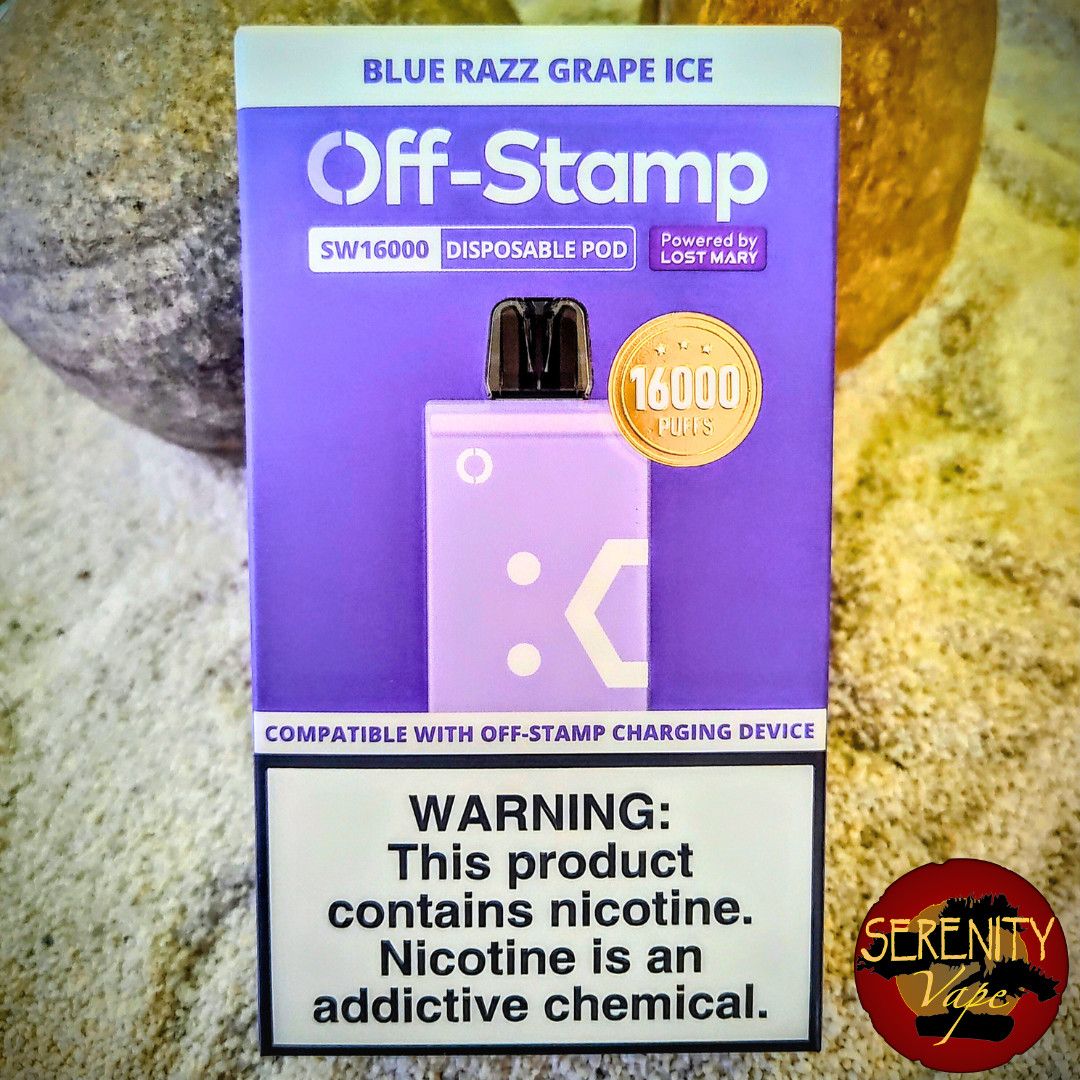 BLUE RAZZ GRAPE ICE
Off-Stamp
SW16000 DISPOSABLE POD
Powered by
LOST MARY
16000
PUFFS
COMPATIBLE WITH OFF-STAMP CHARGING DEVICE
WARNING:
This product
contains nicotine.
Nicotine is an
addictive chemical.
SERENITY
Vape